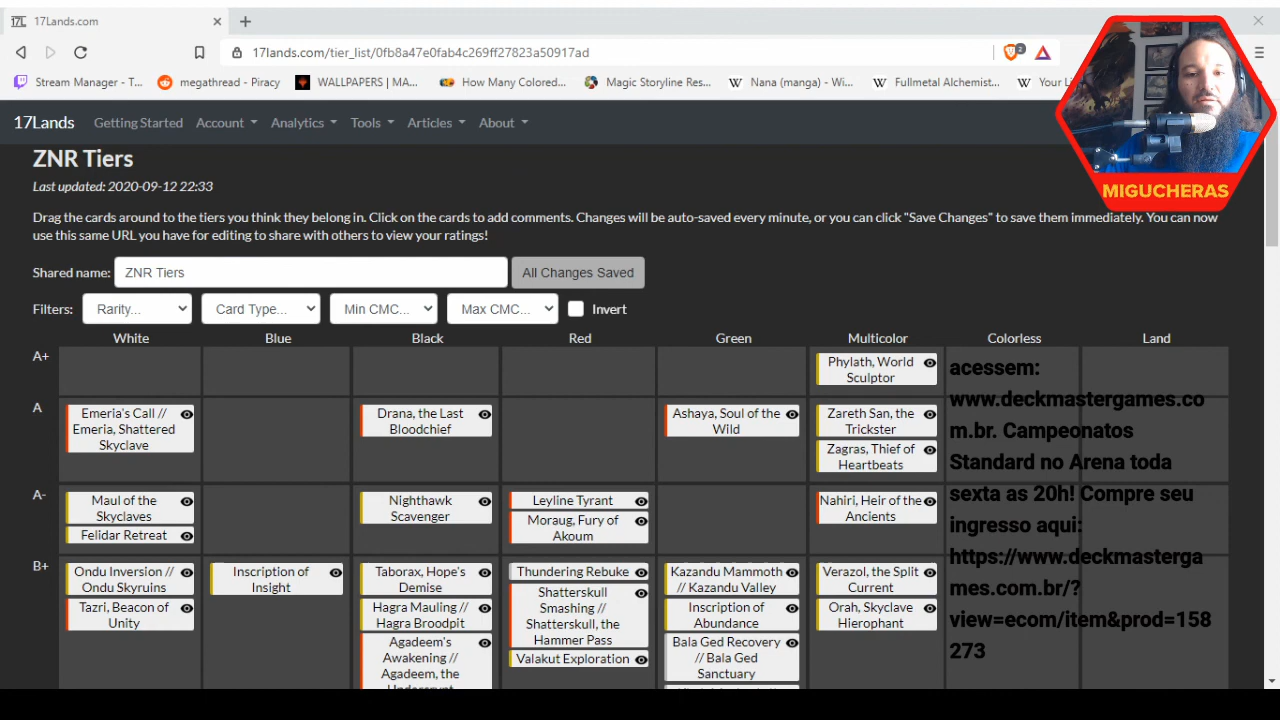 17L 17Lands.com
17lands.com/tier_list/0fb8a47e0fab4c269ff27823a50917ad
2
Stream Manager - T...
megathread - Piracy
WALLPAPERS | MA...
How Many Colored...
Magic Storyline Res...
Nana (manga) - Wi...
Fullmetal Alchemist...
Your Li
17Lands
Getting Started
Account
Analytics
Tools
Articles
About
MIGUCHERAS
ZNR Tiers
Last updated: 2020-09-12 22:33
Drag the cards around to the tiers you think they belong in. Click on the cards to add comments. Changes will be auto-saved every minute, or you can click "Save Changes" to save them immediately. You can now
use this same URL you have for editing to share with others to view your ratings!
Shared name:
ZNR Tiers
All Changes Saved
Filters:
Rarity...
Card Type...
Min CMC...
Max CMC...
Invert
White
Blue
Black
Red
Green
Multicolor
Colorless
Land
A+
Phylath, World
Sculptor
A
Emeria's Call //
Emeria, Shattered
Skyclave
Drana, the Last
Bloodchief
Ashaya, Soul of the
Wild
Zareth San, the
Trickster
Zagras, Thief of
Heartbeats
A-
Maul of the
Skyclaves
Felidar Retreat
Nighthawk
Scavenger
Leyline Tyrant
Moraug, Fury of
Akoum
Nahiri, Heir of the
Ancients
B+
Ondu Inversion //
Ondu Skyruins
Tazri, Beacon of
Unity
Inscription of
Insight
Taborax, Hope's
Demise
Hagra Mauling //
Hagra Broodpit
Agadeem's
Awakening //
Agadeem, the
Thundering Rebuke
Shatterskull
Smashing //
Shatterskull, the
Hammer Pass
Valakut Exploration
Kazandu Mammoth
// Kazandu Valley
Inscription of
Abundance
Bala Ged Recovery
// Bala Ged
Sanctuary
Verazol, the Split
Current
Orah, Skyclave
Hierophant
acessem:
www.deckmastergames.co
m.br. Campeonatos
Standard no Arena toda
sexta as 20h! Compre seu
ingresso aqui:
https://www.deckmasterga
mes.com.br/?
view=ecom/item&prod=158
273